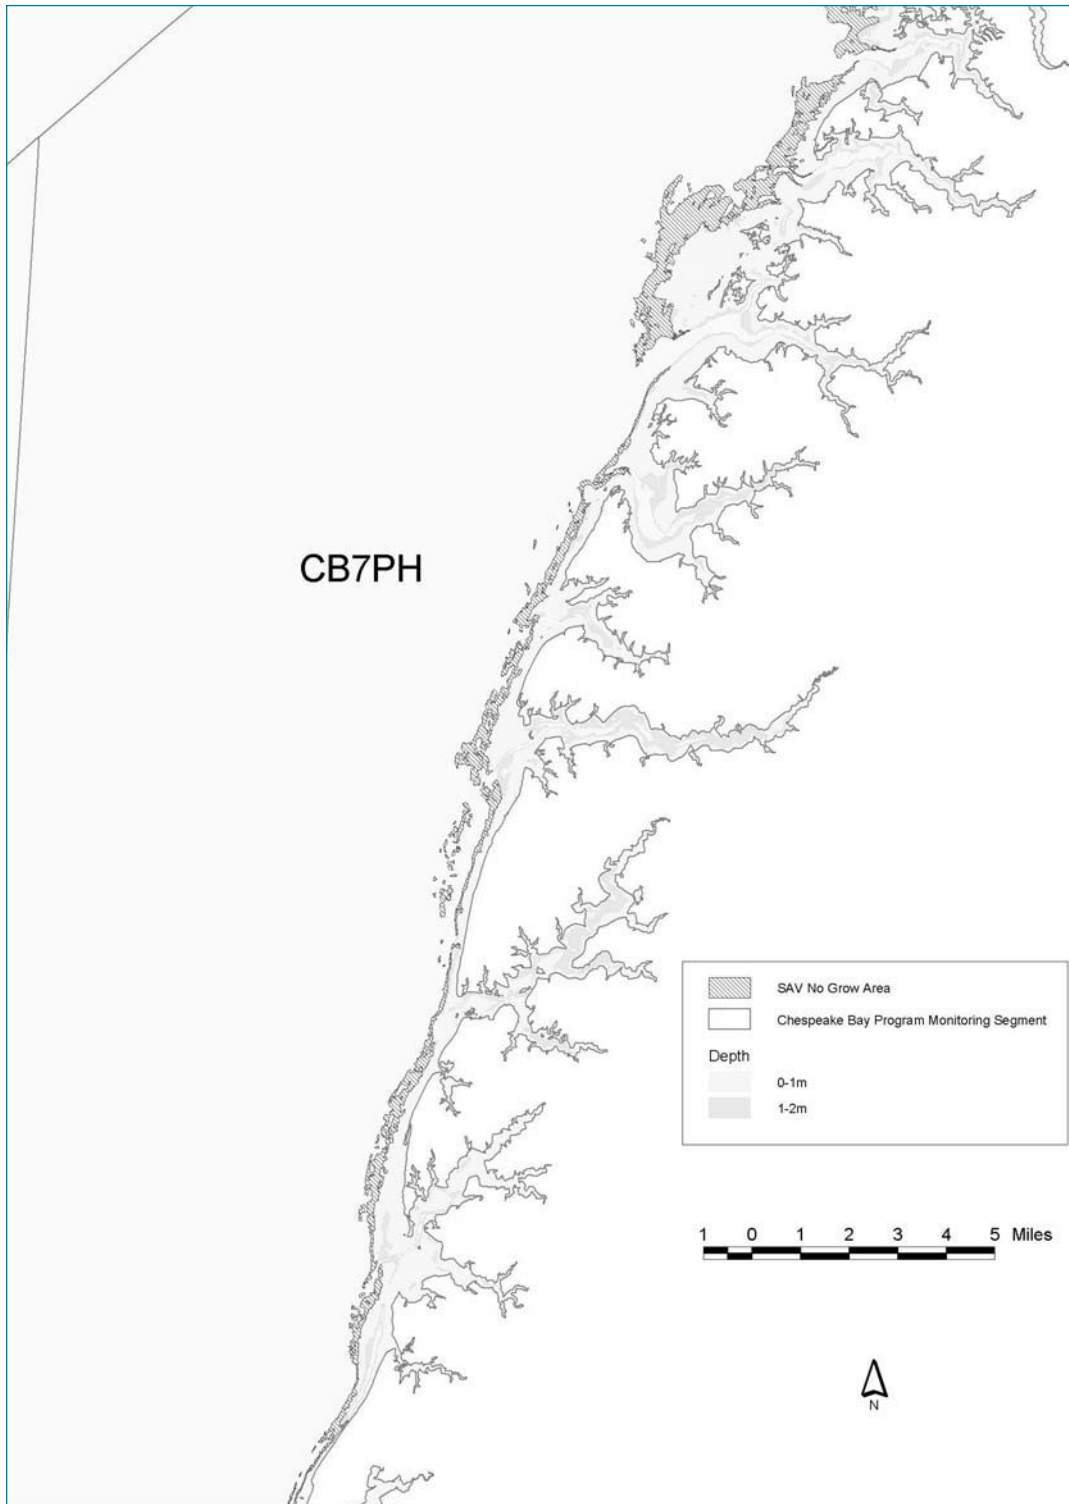 CB7PH
SAV No Grow Area
Chespeake Bay Program Monitoring Segment
Depth
0-1m
1-2m
1 0 1 2 3 4 5 Miles
N